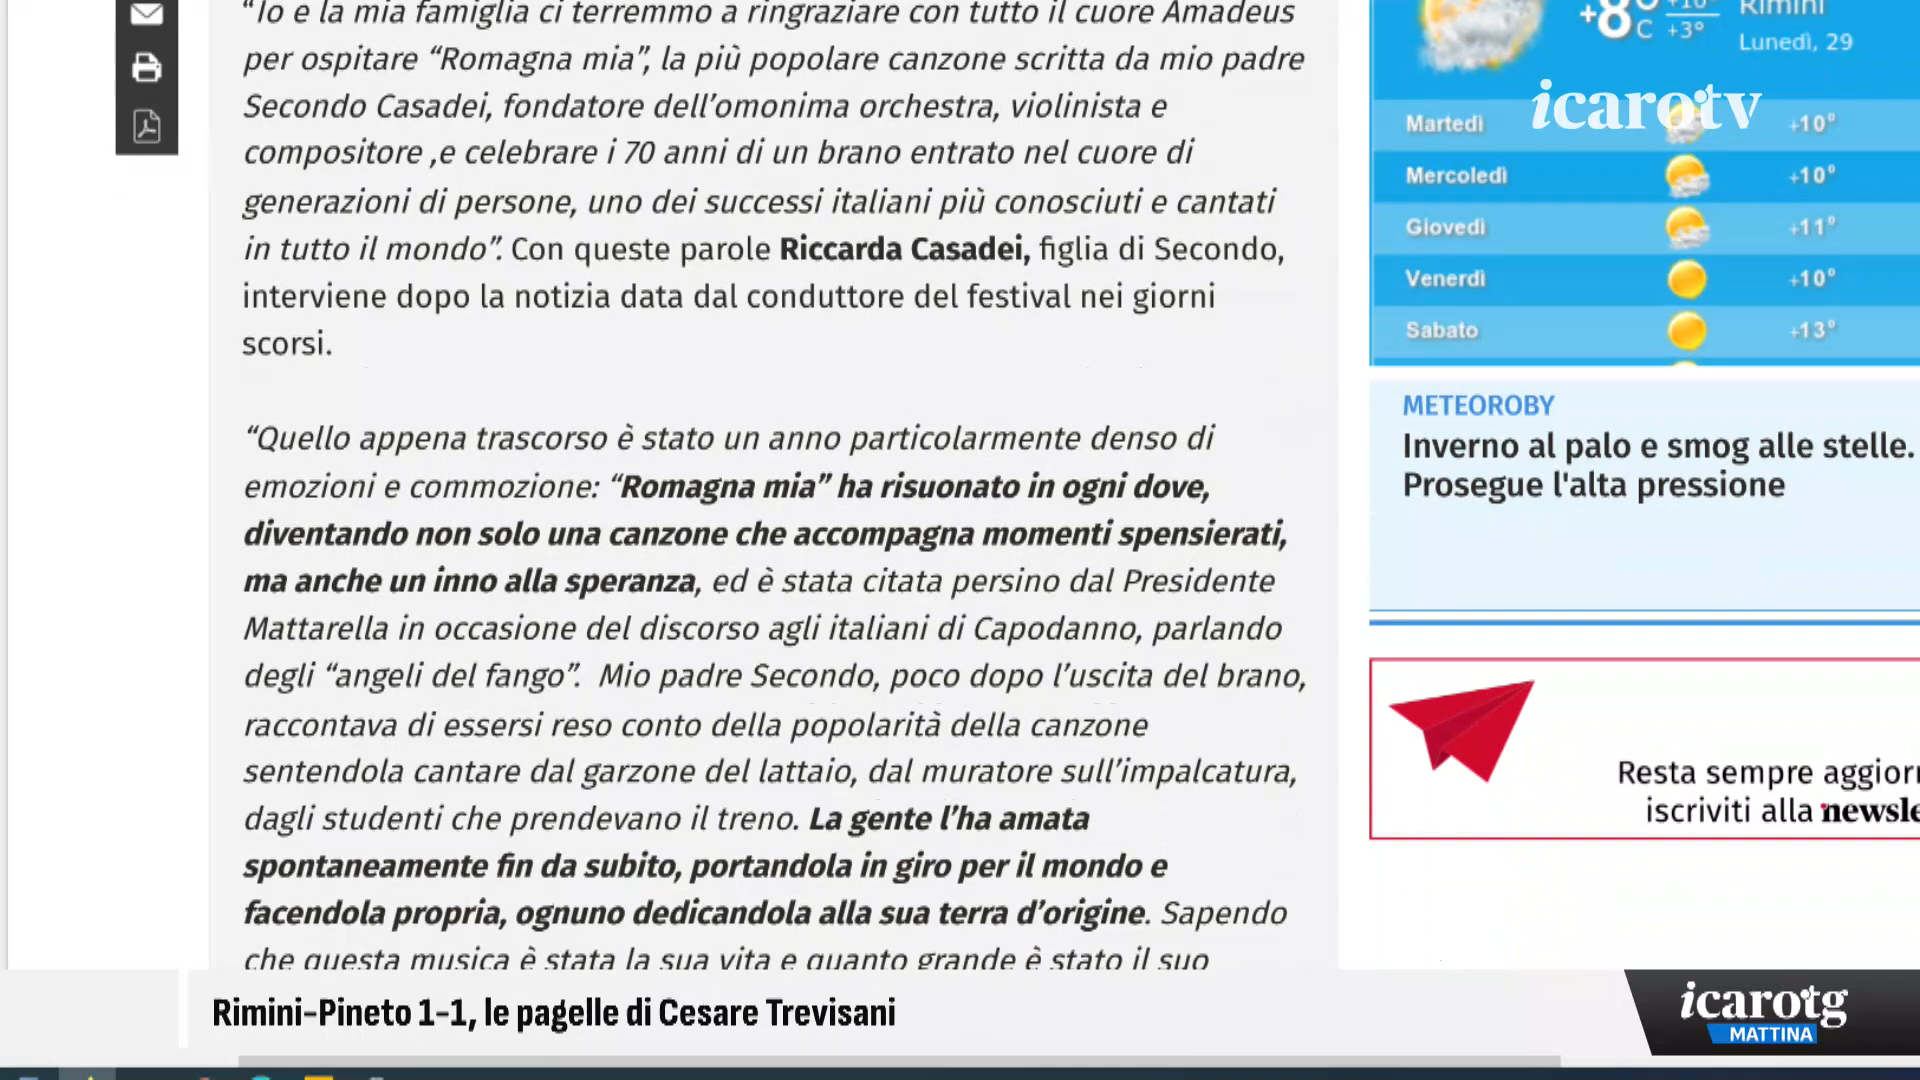 “Io e la mia famiglia ci terremmo a ringraziare con tutto il cuore Amadeus
per ospitare “Romagna mia”, la più popolare canzone scritta da mio padre
Secondo Casadei, fondatore dell’omonima orchestra, violinista e
compositore ,e celebrare i 70 anni di un brano entrato nel cuore di
generazioni di persone, uno dei successi italiani più conosciuti e cantati
in tutto il mondo”. Con queste parole Riccarda Casadei, figlia di Secondo,
interviene dopo la notizia data dal conduttore del festival nei giorni
scorsi.
“Quello appena trascorso è stato un anno particolarmente denso di
emozioni e commozione: “Romagna mia” ha risuonato in ogni dove,
diventando non solo una canzone che accompagna momenti spensierati,
ma anche un inno alla speranza, ed è stata citata persino dal Presidente
Mattarella in occasione del discorso agli italiani di Capodanno, parlando
degli “angeli del fango”. Mio padre Secondo, poco dopo l’uscita del brano,
raccontava di essersi reso conto della popolarità della canzone
sentendola cantare dal garzone del lattaio, dal muratore sull’impalcatura,
dagli studenti che prendevano il treno. La gente l’ha amata
spontaneamente fin da subito, portandola in giro per il mondo e
facendola propria, ognuno dedicandola alla sua terra d’origine. Sapendo
che questa musica è stata la sua vita e quanto grande è stato il suo
+8°C +10° Rimini
+3° Lunedì, 29
icarotv
Martedì +10°
Mercoledì +10°
Giovedì +11°
Venerdì +10°
Sabato +13°
METEOROBY
Inverno al palo e smog alle stelle.
Prosegue l'alta pressione
Resta sempre aggior
iscriviti alla newsle
Rimini-Pineto 1-1, le pagelle di Cesare Trevisani
icarotg
MATTINA